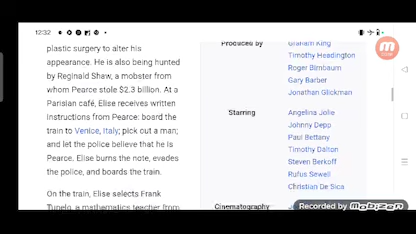 12:32
plastic surgery to alter his
appearance. He is also being hunted
by Reginald Shaw, a mobster from
whom Pearce stole $2.3 billion. At a
Parisian café, Elise receives written
instructions from Pearce: board the
train to Venice, Italy; pick out a man;
and let the police believe that he is
Pearce. Elise burns the note, evades
the police, and boards the train.
On the train, Elise selects Frank
Tupelo, a mathematics teacher from
Produced by
Graham King
Timothy Headington
Roger Birnbaum
Gary Barber
Jonathan Glickman
Starring
Angelina Jolie
Johnny Depp
Paul Bettany
Timothy Dalton
Steven Berkoff
Rufus Sewell
Christian De Sica
Cinematography
Recorded by Mobizen